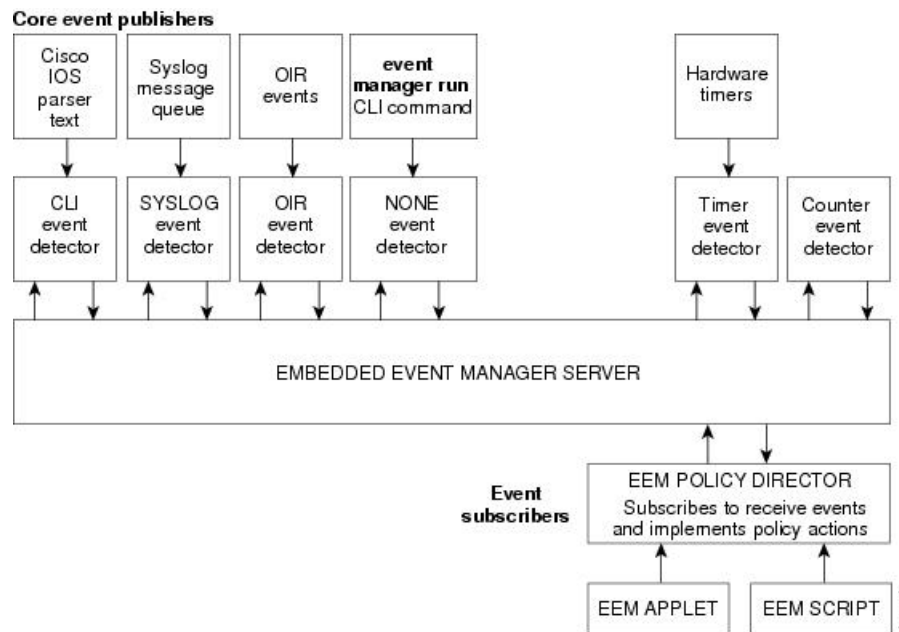 Core event publishers
Cisco
IOS
parser
text
Syslog
message
queue
OIR
events
event
manager run
CLI command
Hardware
timers
CLI
event
detector
SYSLOG
event
detector
OIR
event
detector
NONE
event
detector
Timer
event
detector
Counter
event
detector
EMBEDDED EVENT MANAGER SERVER
Event
subscribers
EEM POLICY DIRECTOR
Subscribes to receive events
and implements policy actions
EEM APPLET
EEM SCRIPT